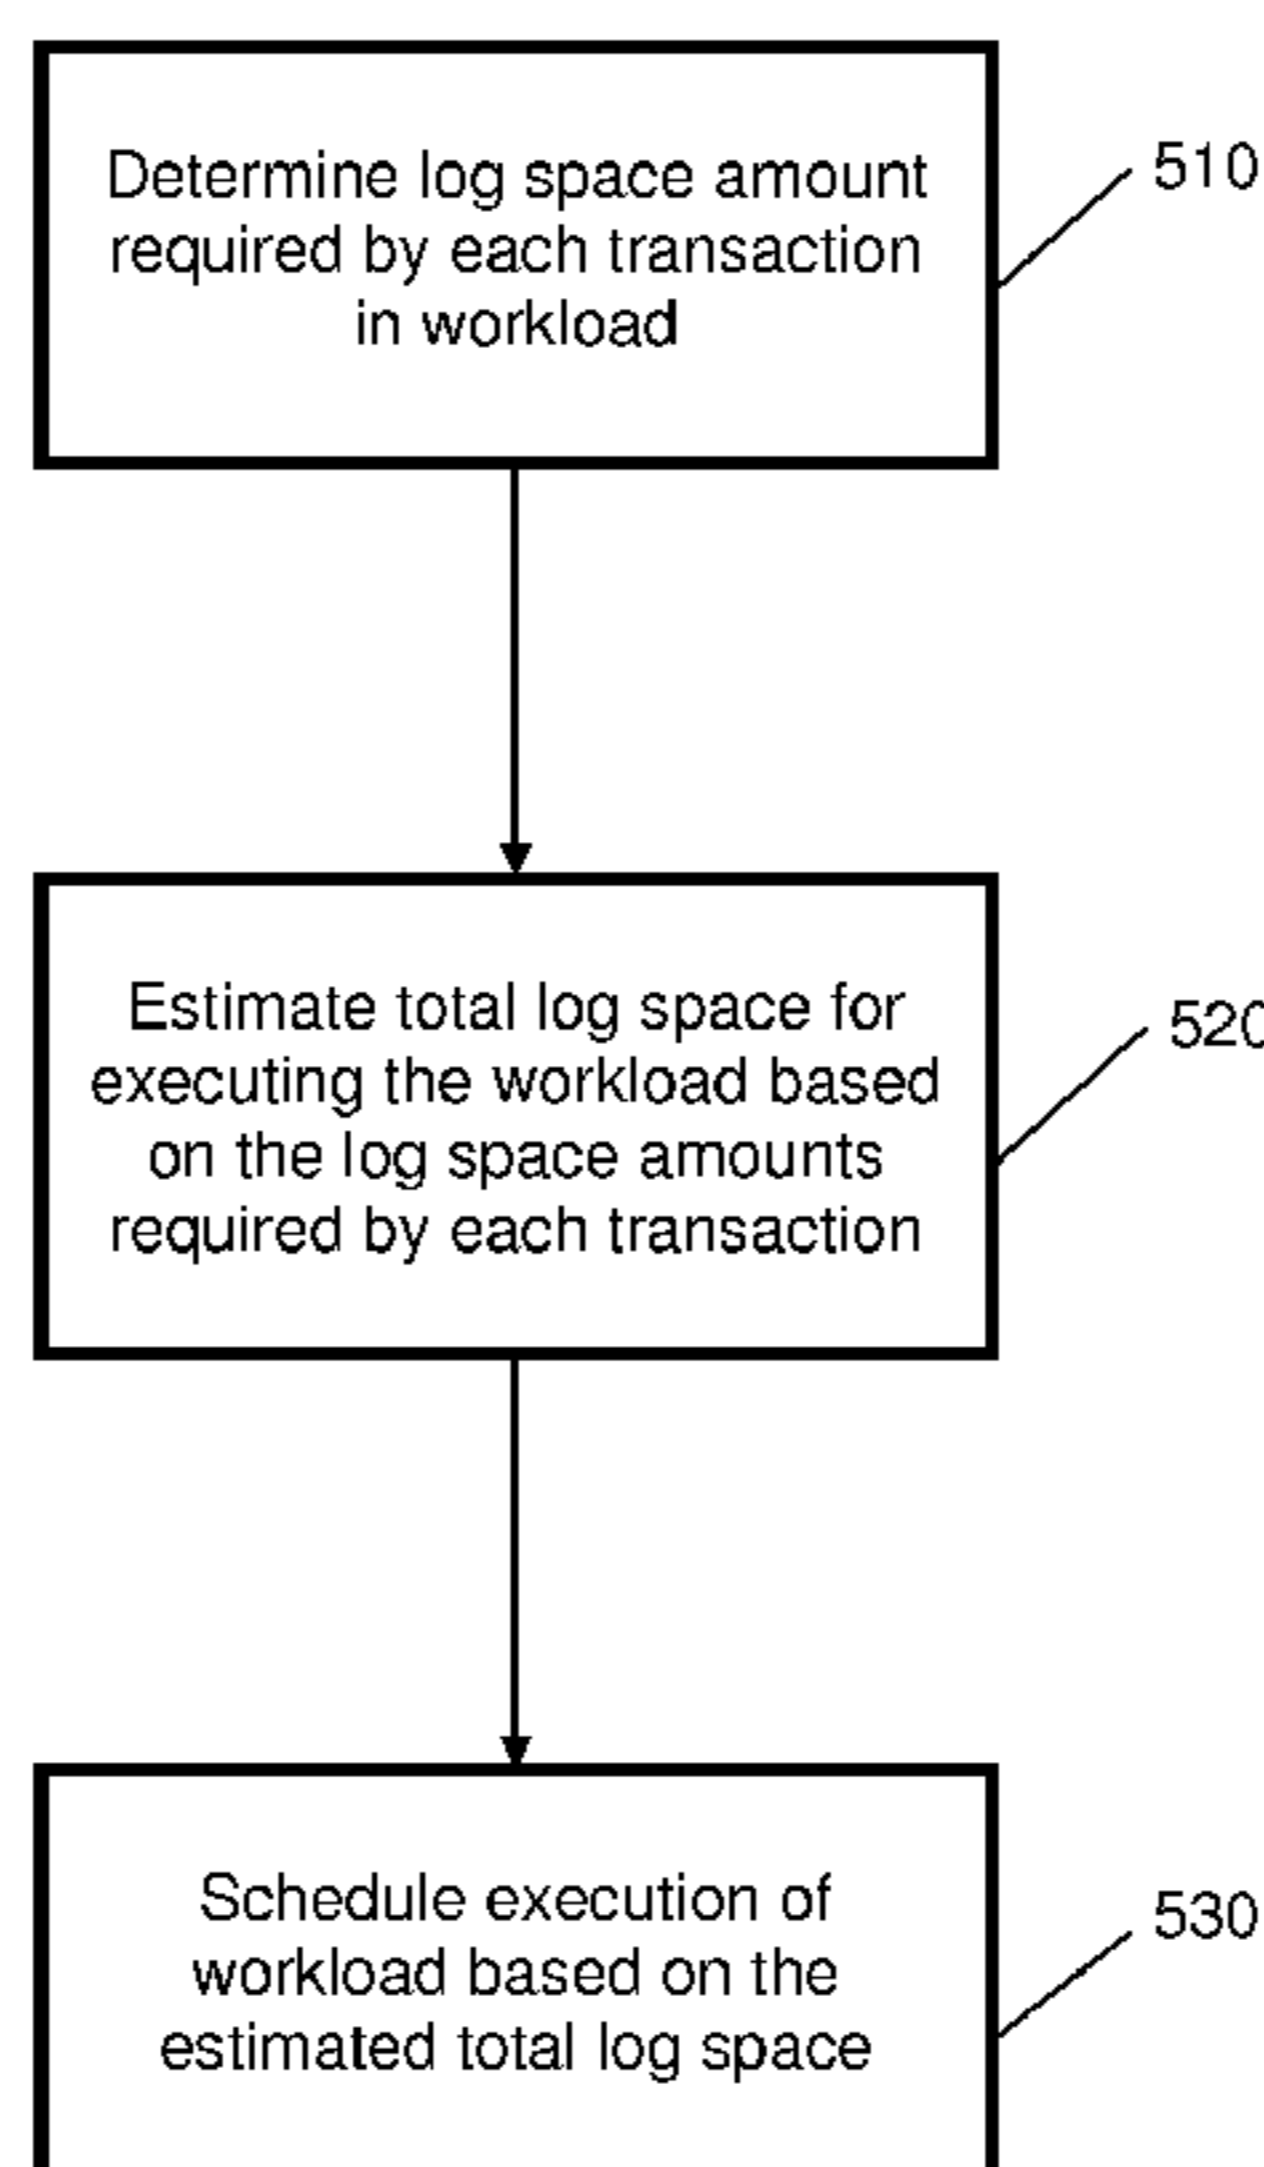 Determine log space amount
required by each transaction
in workload
510
Estimate total log space for
executing the workload based
on the log space amounts
required by each transaction
520
Schedule execution of
workload based on the
estimated total log space
530